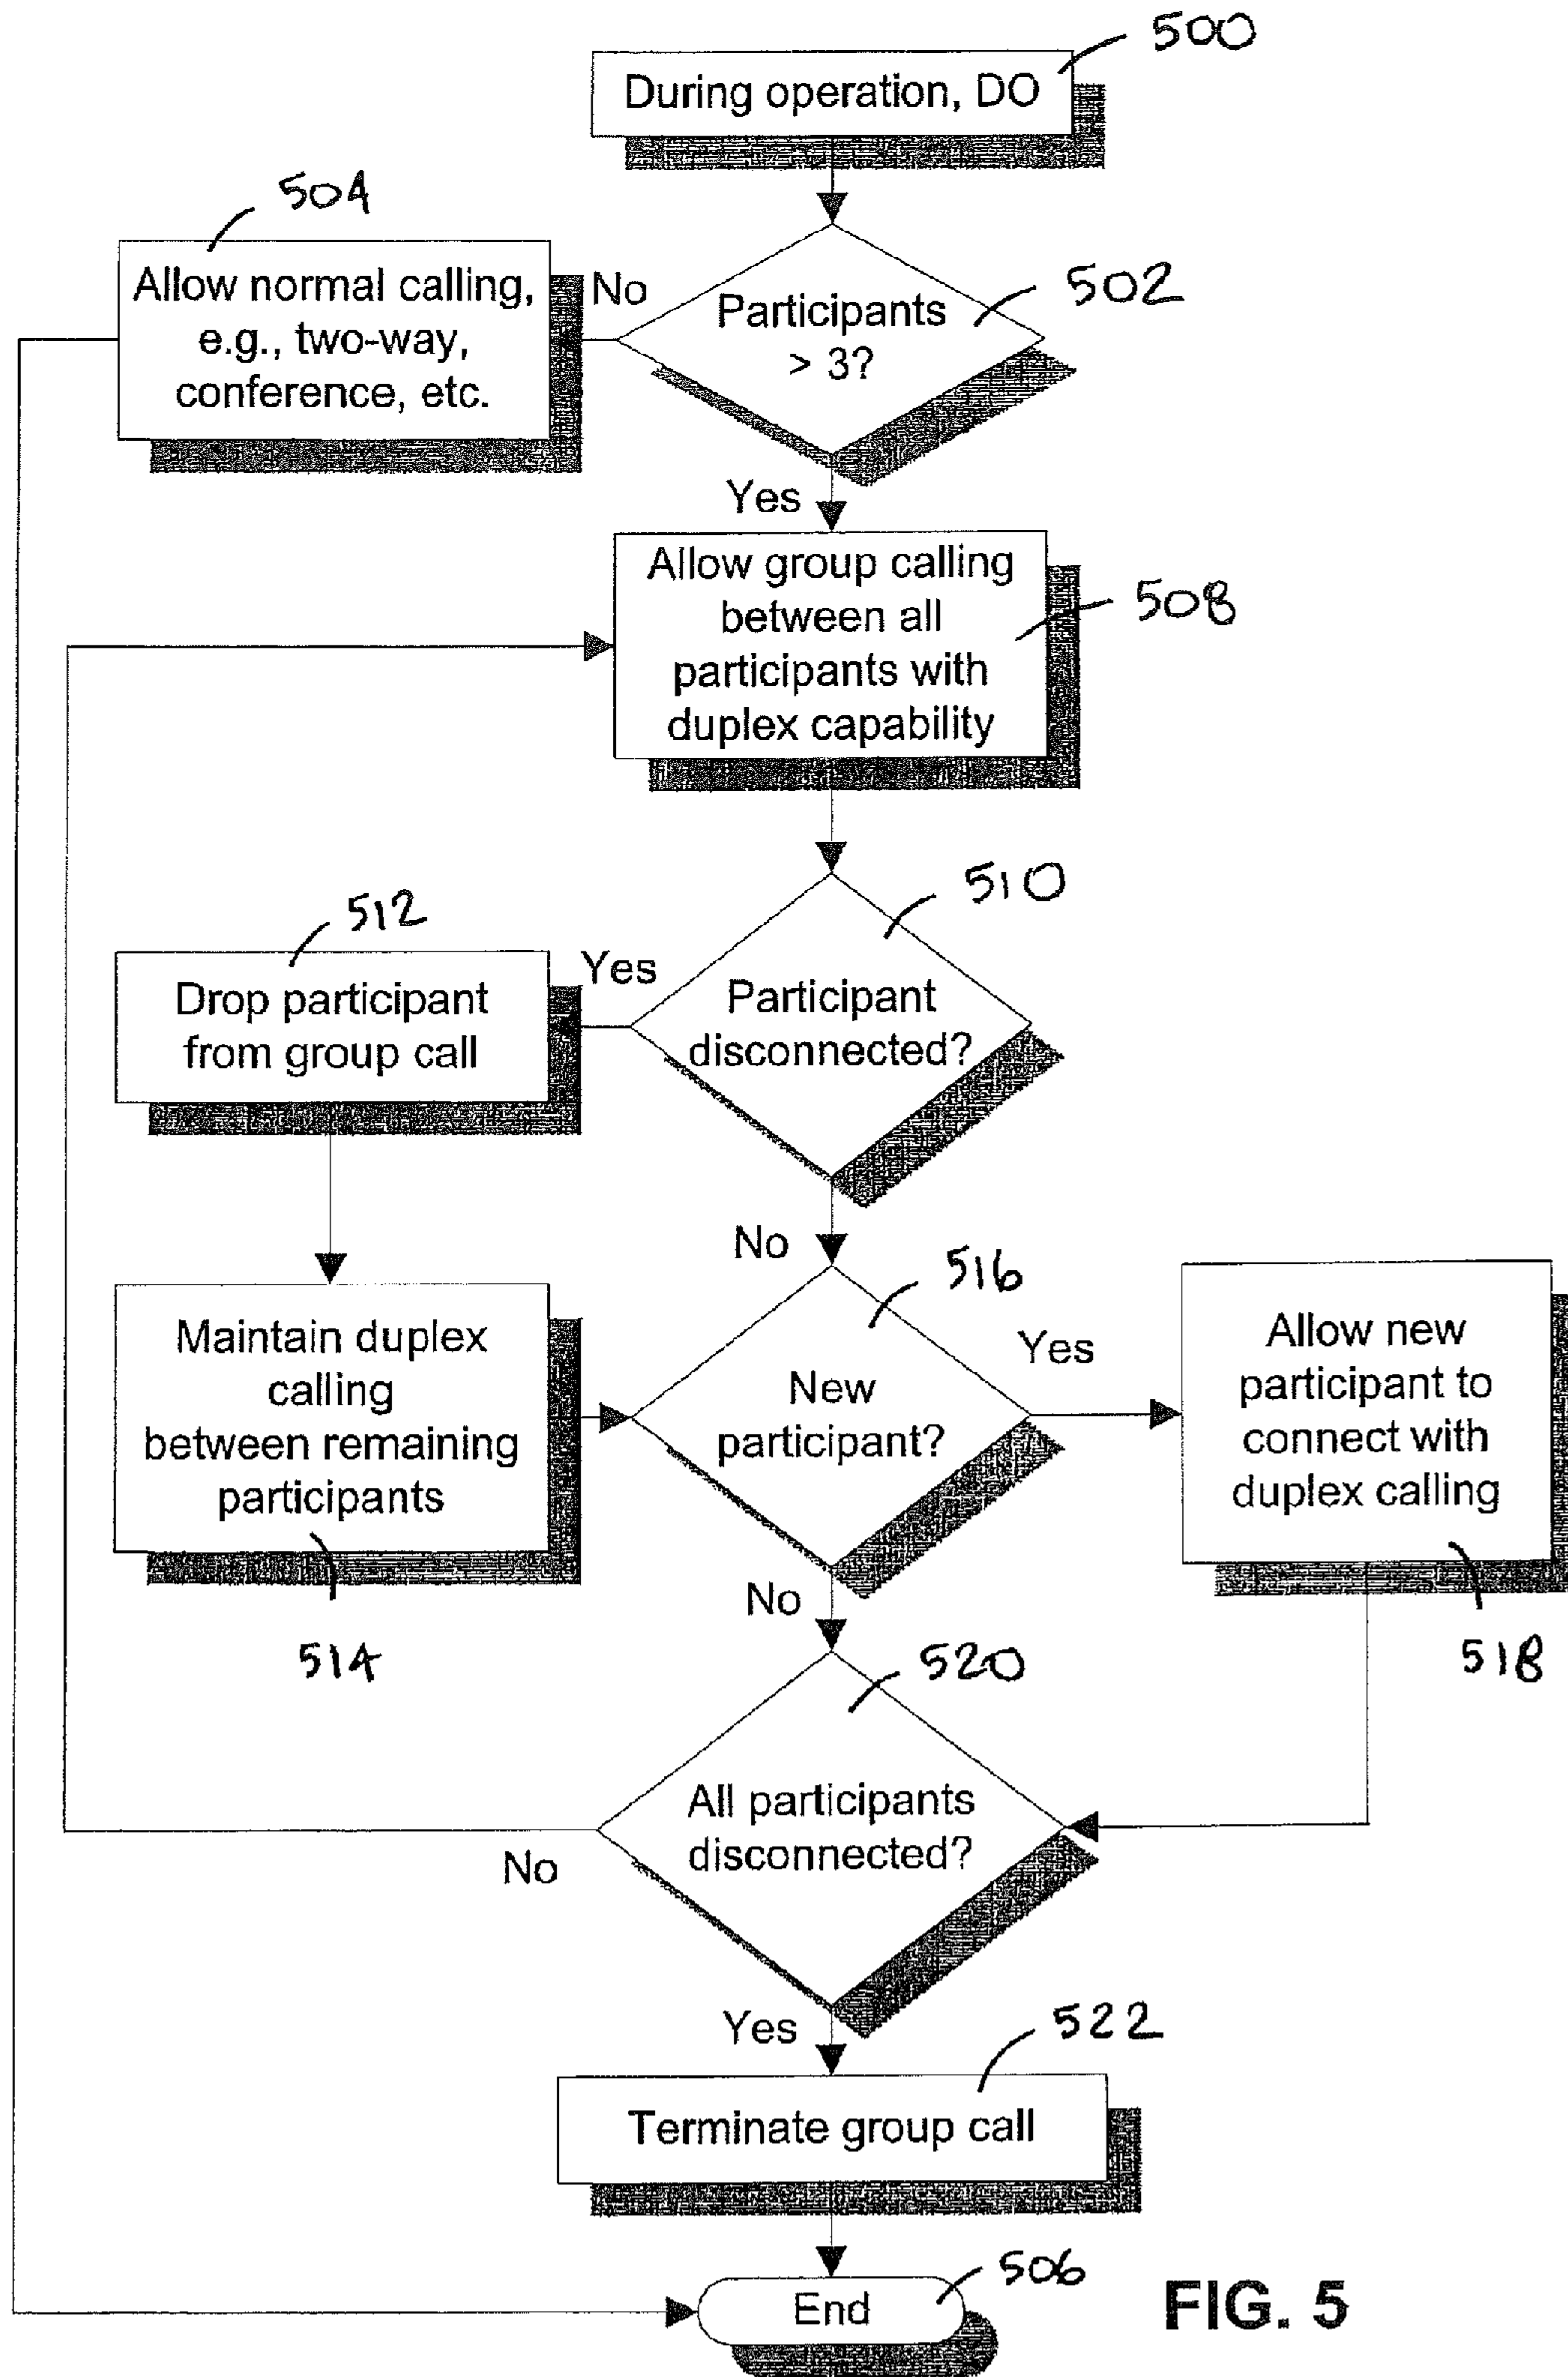 500
During operation, DO
504
Allow normal calling,
e.g., two-way,
conference, etc.
No
502
Participants
> 3?
Yes
Allow group calling
between all
participants with
duplex capability
508
510
512
Yes
Drop participant
from group call
Participant
disconnected?
No
516
Maintain duplex
calling
between remaining
participants
New
participant?
Yes
Allow new
participant to
connect with
duplex calling
No
514
520
518
All participants
disconnected?
No
Yes
522
Terminate group call
506
End
FIG. 5